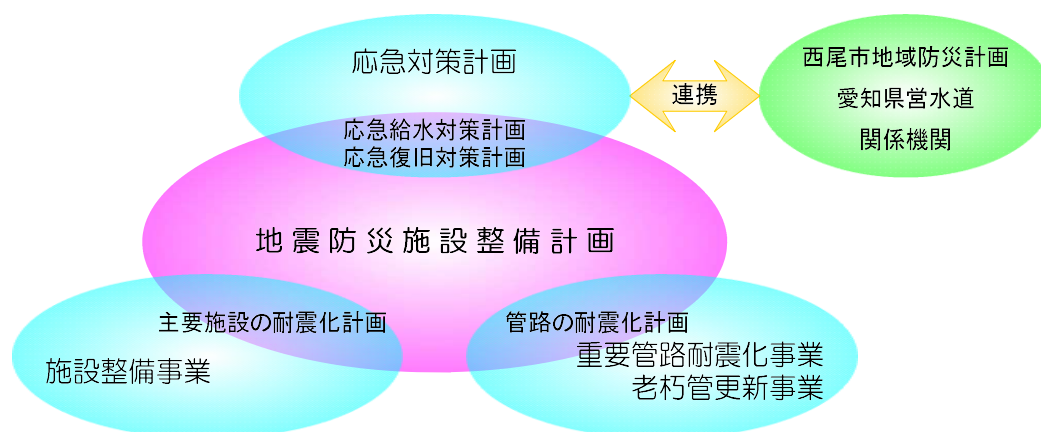 応急対策計画
応急給水対策計画
応急復旧対策計画
連携
西尾市地域防災計画
愛知県営水道
関係機関
地震防災施設整備計画
主要施設の耐震化計画
施設整備事業
管路の耐震化計画
重要管路耐震化事業
老朽管更新事業